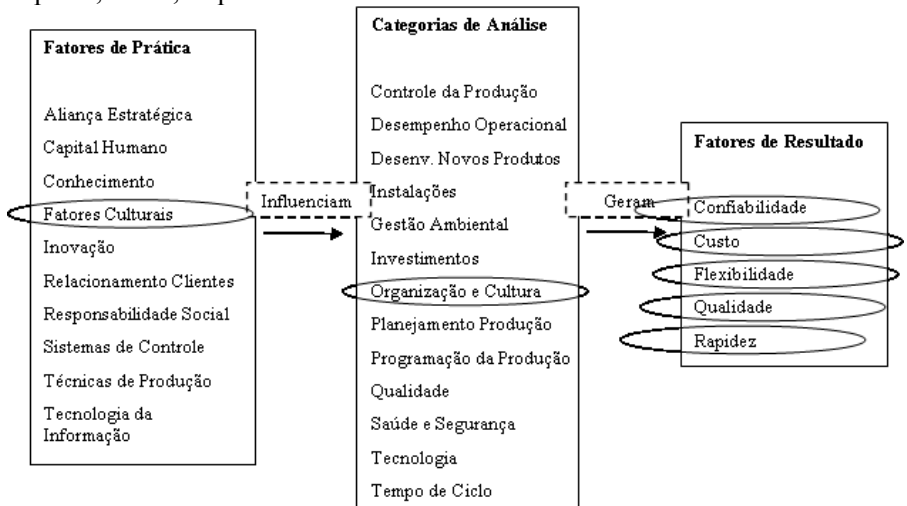 Fatores de Prática
Aliança Estratégica
Capital Humano
Conhecimento
Fatores Culturais
Inovação
Relacionamento Clientes
Responsabilidade Social
Sistemas de Controle
Técnicas de Produção
Tecnologia da
Informação
Influenciam
Categorias de Análise
Controle da Produção
Desempenho Operacional
Desenv. Novos Produtos
Instalações
Gestão Ambiental
Investimentos
Organização e Cultura
Planejamento Produção
Programação da Produção
Qualidade
Saúde e Segurança
Tecnologia
Tempo de Ciclo
Geram
Fatores de Resultado
Confiabilidade
Custo
Flexibilidade
Qualidade
Rapidez